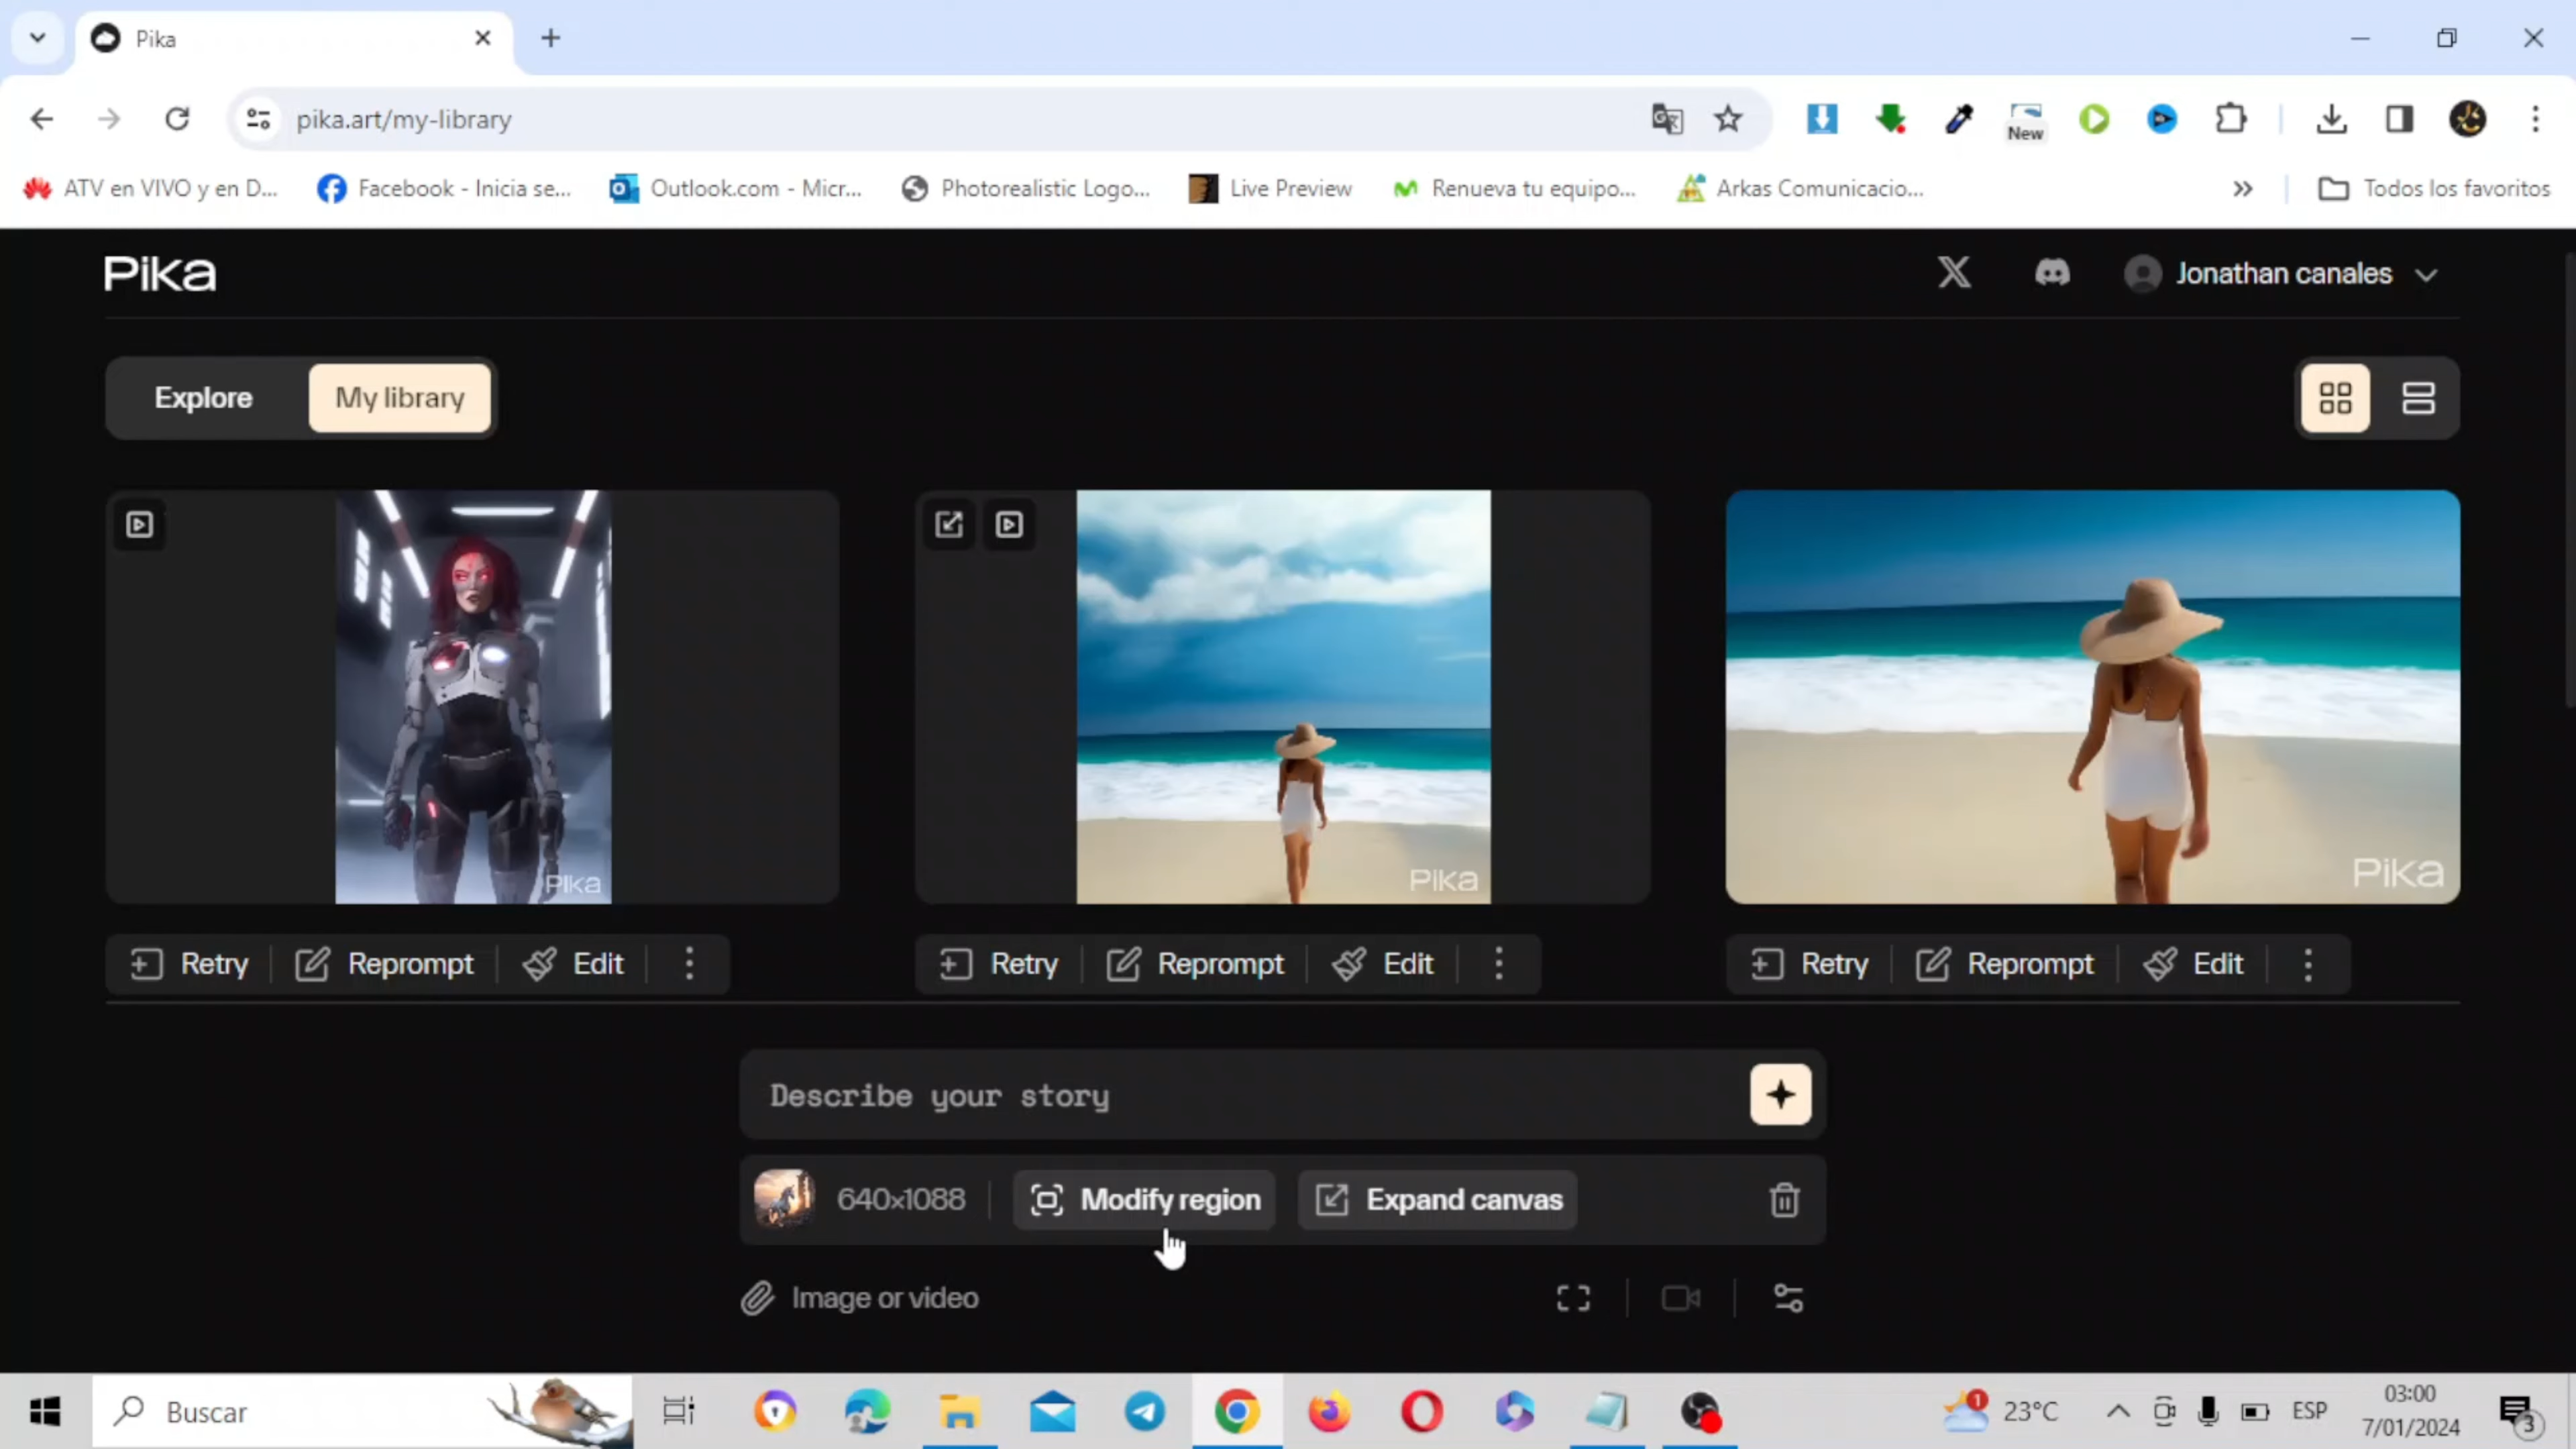 Pika
pika.art/my-library
New
ATV en VIVO y en D...
Facebook - Inicia se...
Outlook.com - Micr...
Photorealistic Logo...
Live Preview
Renueva tu equipo...
Arkas Comunicacio...
Todos los favoritos
Pika
Jonathan canales
Explore
My library
Pika
Pika
Pika
Retry
Reprompt
Edit
Retry
Reprompt
Edit
Retry
Reprompt
Edit
Describe your story
640x1088
Modify region
Expand canvas
Image or video
Buscar
1
23°C
ESP
03:00
7/01/2024
3